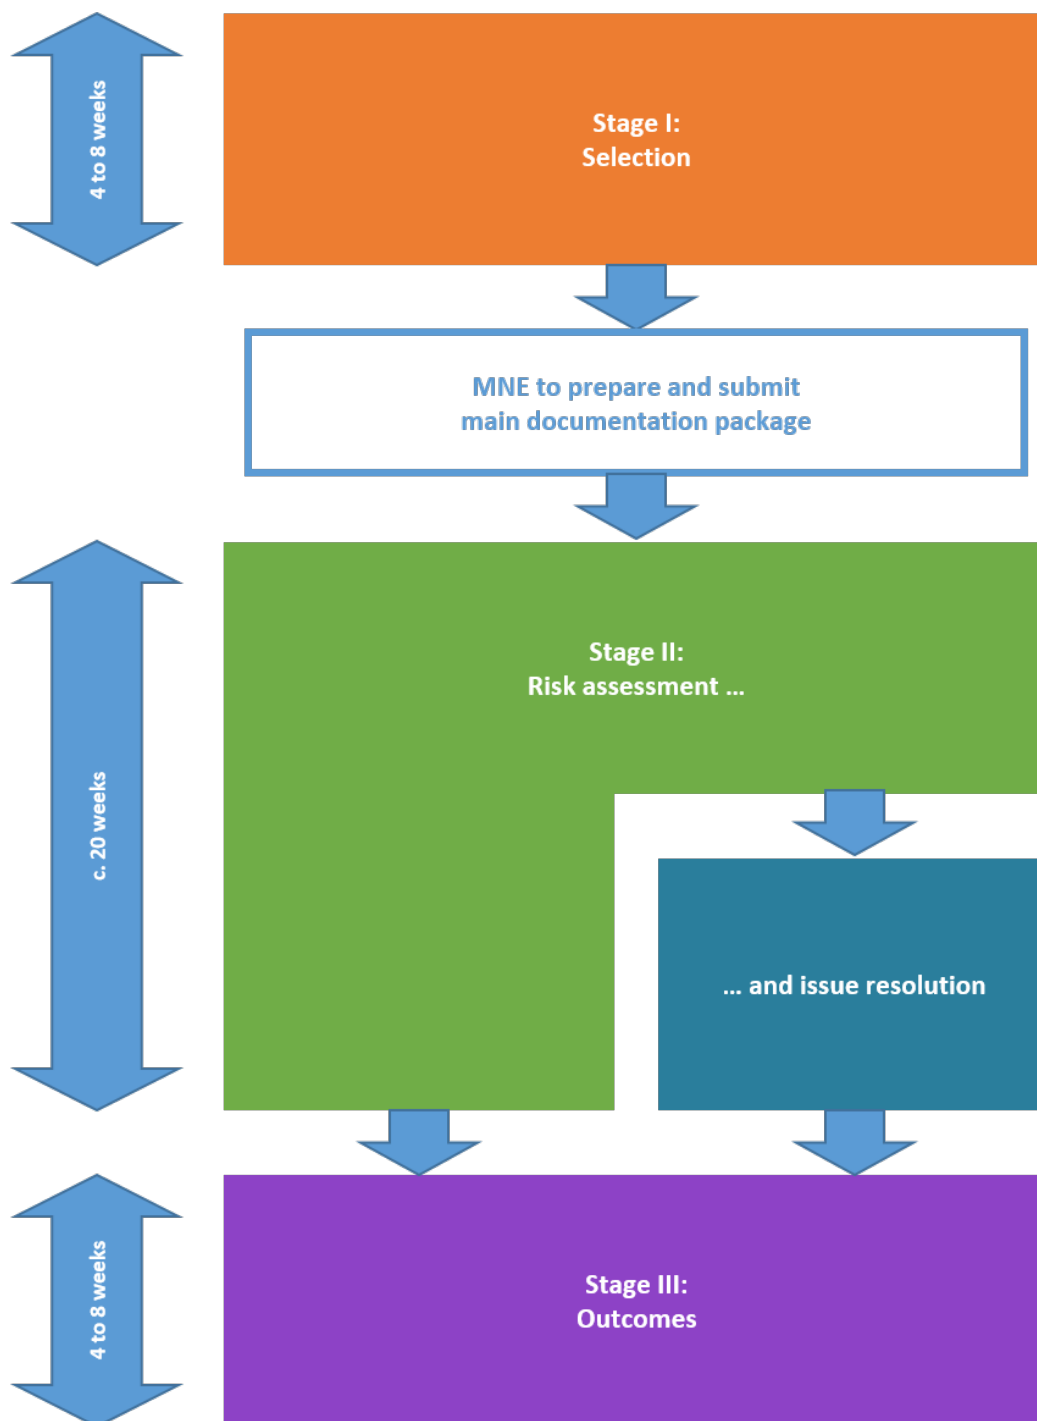 4 to 8 weeks
Stage I:
Selection
MNE to prepare and submit
main documentation package
c. 20 weeks
Stage II:
Risk assessment …
… and issue resolution
4 to 8 weeks
Stage III:
Outcomes